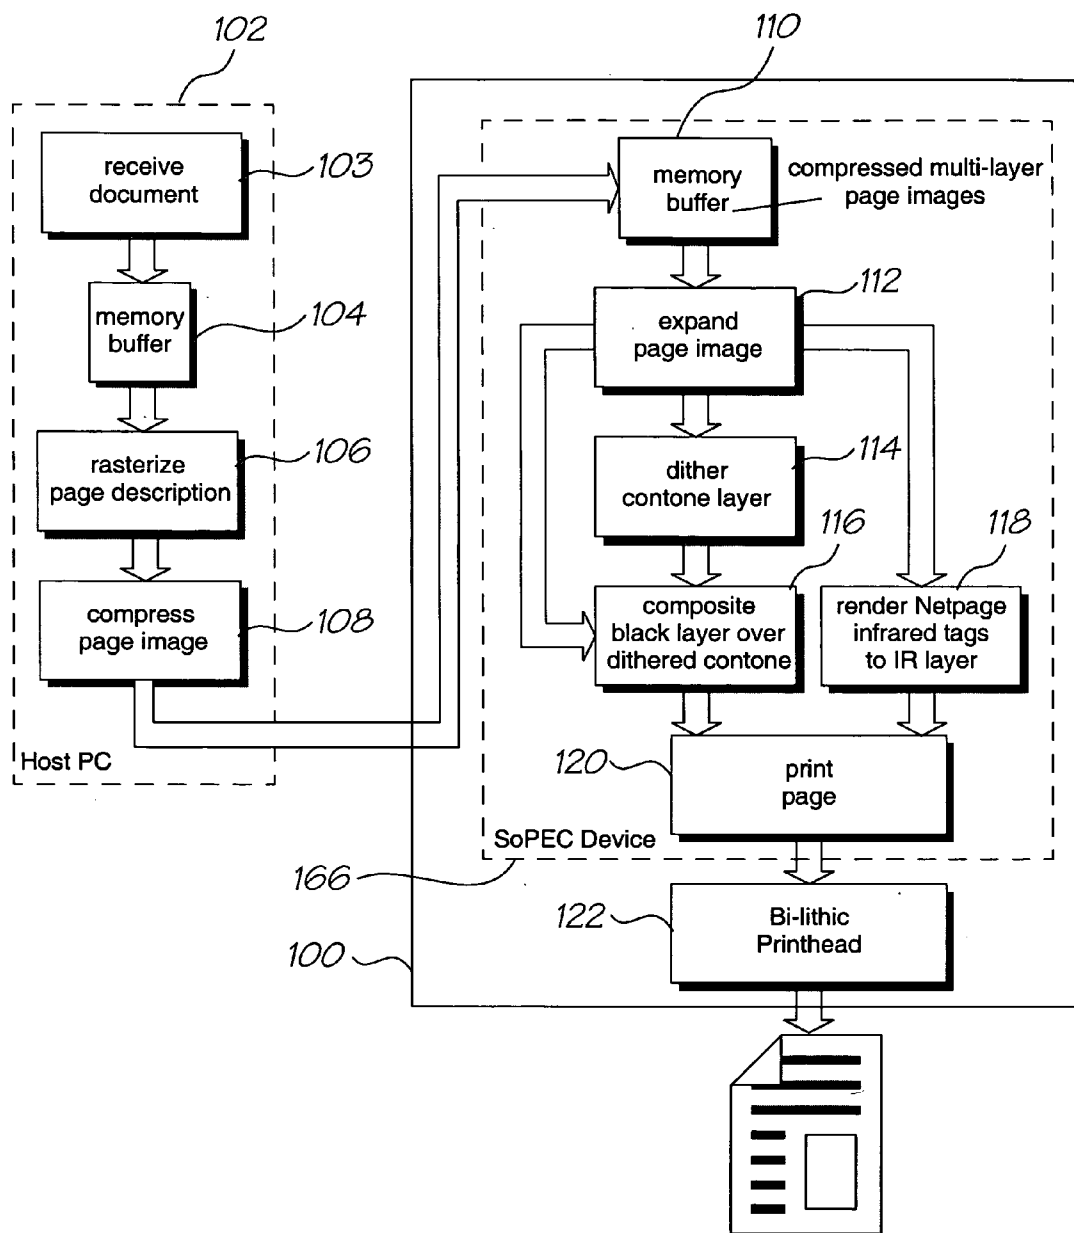 102
110
receive
document
103
memory
buffer
compressed multi-layer
page images
memory
buffer
104
expand
page image
112
rasterize
page description
106
dither
contone layer
114
116
118
compress
page image
108
composite
black layer over
dithered contone
render Netpage
infrared tags
to IR layer
Host PC
120
print
page
SoPEC Device
166
122
Bi-lithic
Printhead
100